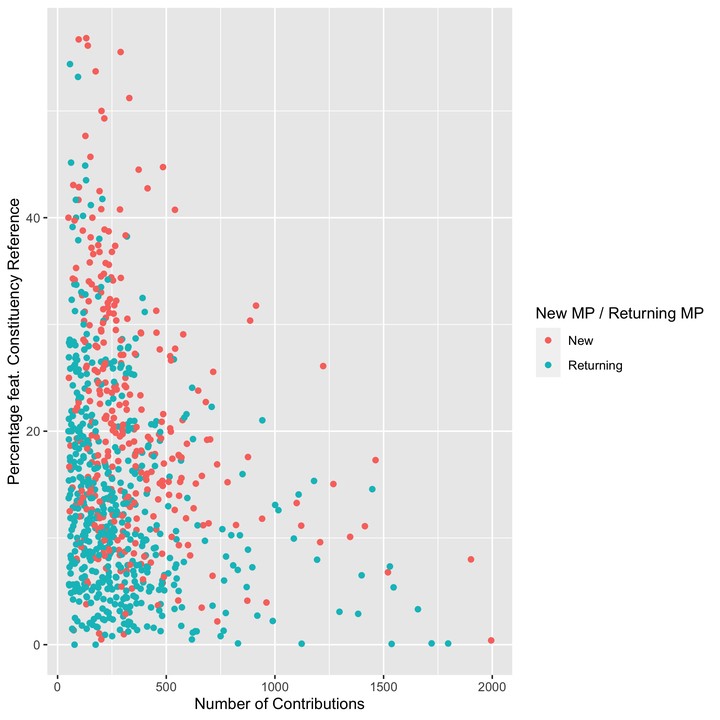 Percentage feat. Constituency Reference
40
20
0
0
500
1000
1500
2000
Number of Contributions
New MP / Returning MP
New
Returning